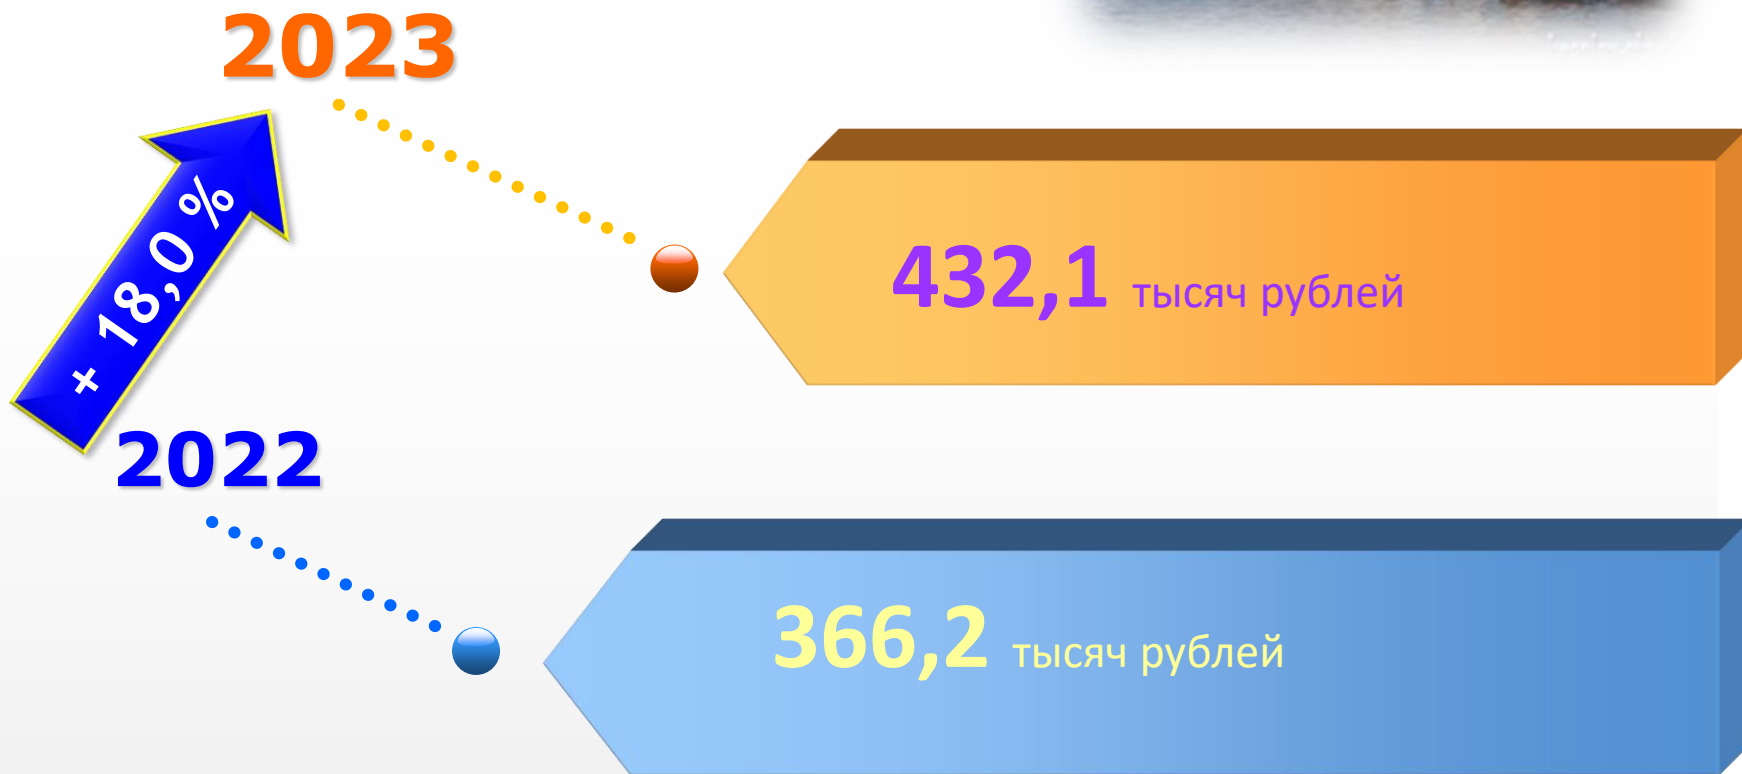 2023
+ 18,0 %
432,1 тысяч рублей
2022
366,2 тысяч рублей